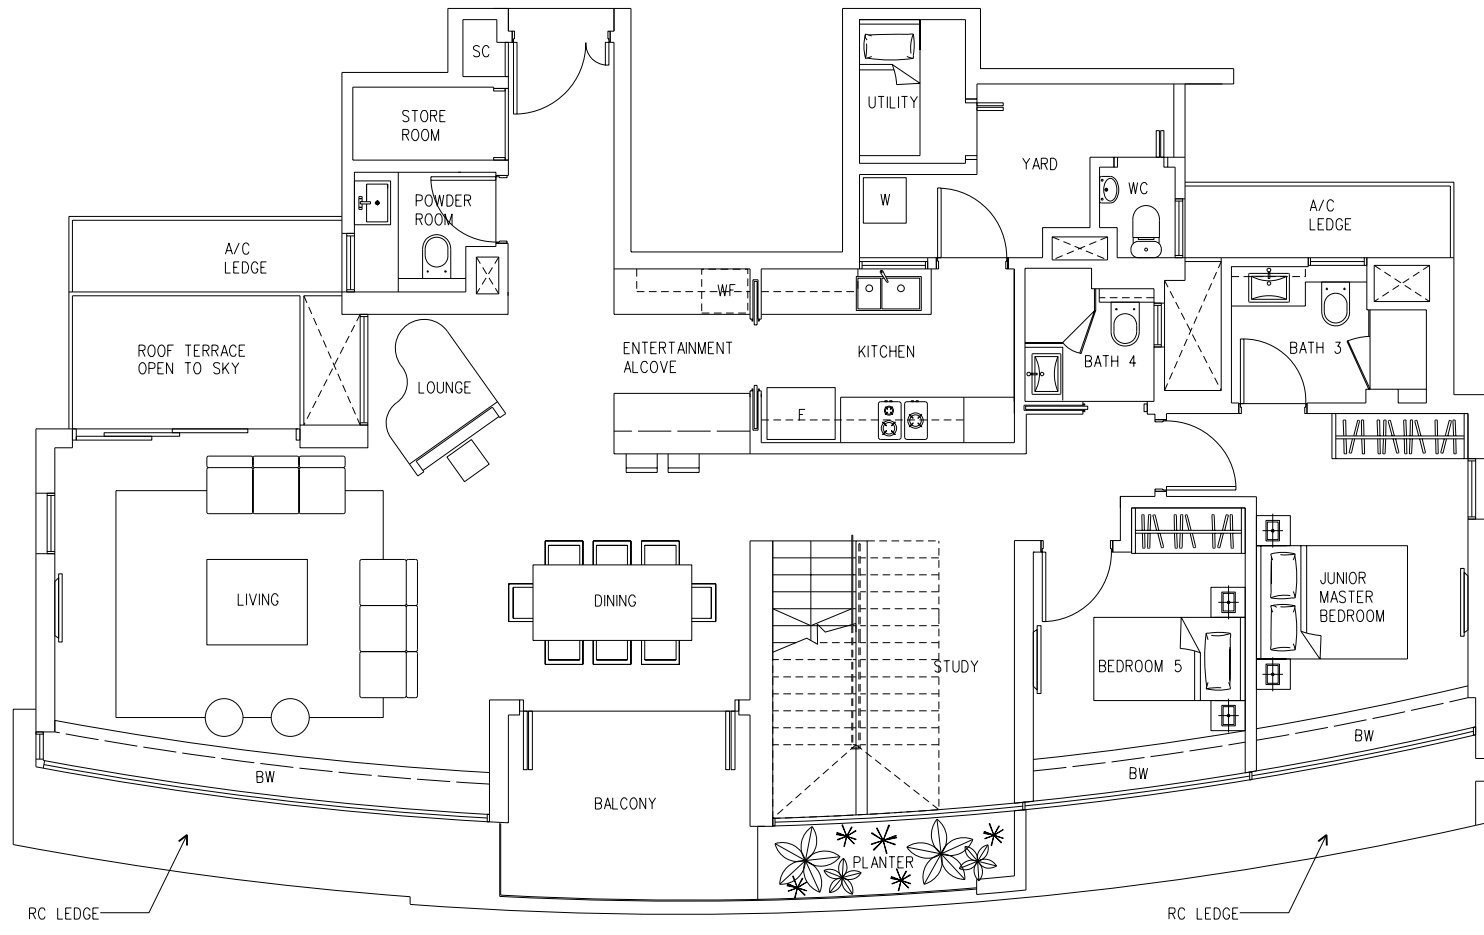 SC
STORE
ROOM
UTILITY
YARD
POWDER
ROOM
W
WC
A/C
LEDGE
A/C
LEDGE
WF
ROOF TERRACE
OPEN TO SKY
LOUNGE
ENTERTAINMENT
ALCOVE
KITCHEN
BATH 4
BATH 3
F
LIVING
DINING
STUDY
BEDROOM 5
JUNIOR
MASTER
BEDROOM
BW
BALCONY
BW
BW
PLANTER
RC LEDGE
RC LEDGE